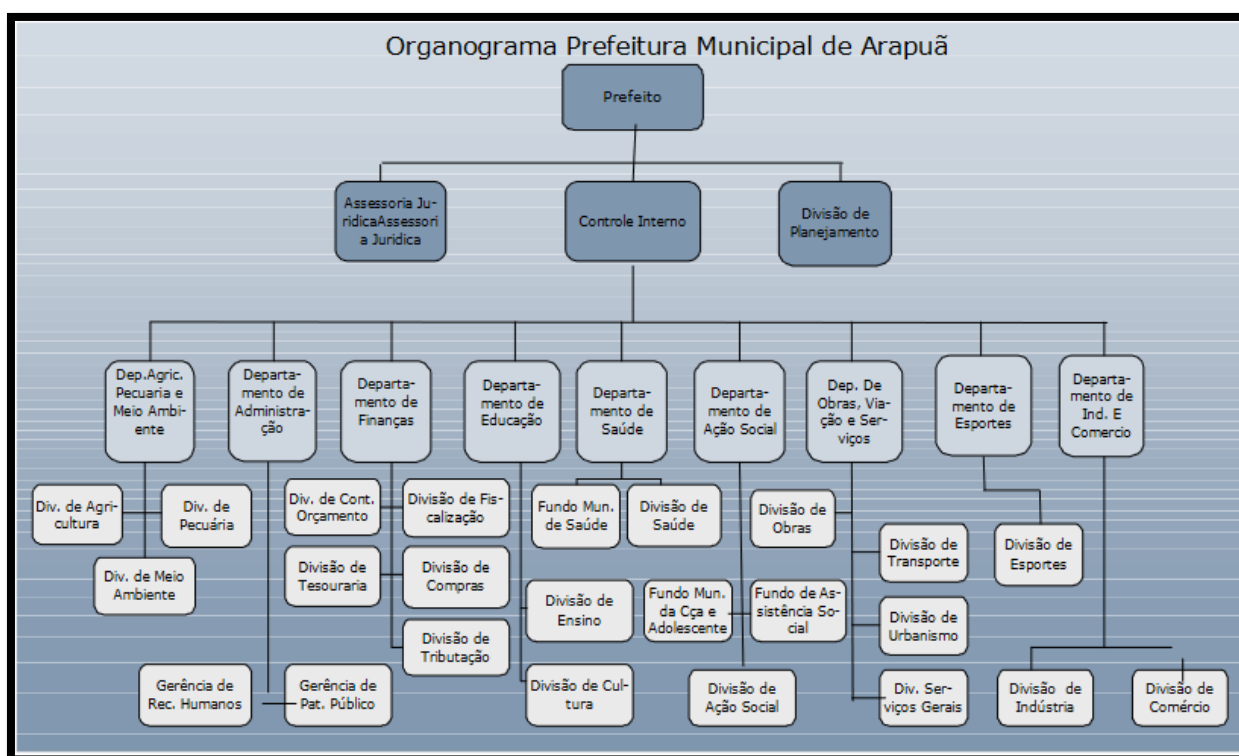 Organograma Prefeitura Municipal de Arapuã
Prefeito
Assessoria Ju-
ridicaAssessori
a Juridica
Controle Interno
Divisão de
Planejamento
Dep.Agric.
Pecuaria e
Meio Ambi-
ente
Departa-
mento de
Administra-
ção
Departa-
mento de
Finanças
Departa-
mento de
Educação
Departa-
mento de
Saúde
Departa-
mento de
Ação Social
Dep. De
Obras, Via-
ção e Ser-
viços
Departa-
mento de
Esportes
Departa-
mento de
Ind. E
Comercio
Div. de Agri-
cultura
Div. de
Pecuária
Div. de Meio
Ambiente
Gerência de
Rec. Humanos
Gerência de
Pat. Público
Div. de Cont.
Orçamento
Divisão de Fis-
calização
Divisão de
Tesouraria
Divisão de
Compras
Divisão de
Tributação
Divisão de
Ensino
Divisão de Cul-
tura
Fundo Mun.
de Saúde
Divisão de
Saúde
Fundo Mun.
da Cça e
Adolescente
Fundo de As-
sistência So-
cial
Divisão de
Ação Social
Divisão de
Obras
Divisão de
Transporte
Divisão de
Urbanismo
Div. Ser-
viços Gerais
Divisão de
Esportes
Divisão de
Indústria
Divisão de
Comércio